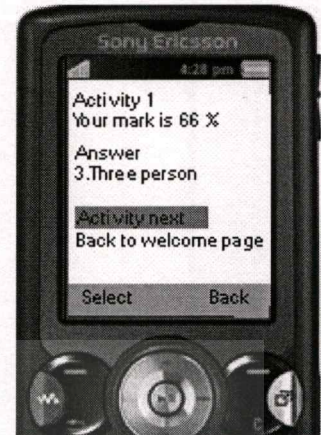 Sony Ericsson
4:28 pm
Activity 1
Your mark is 66 %
Answer
3.Three person
Activity next
Back to welcome page
Select Back
C